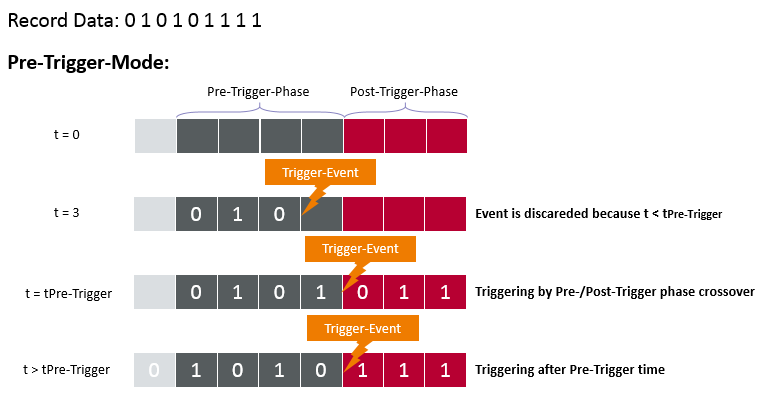 Record Data: 0 1 0 1 0 1 1 1 1
Pre-Trigger-Mode:
Pre-Trigger-Phase Post-Trigger-Phase
t = 0
Trigger-Event
t = 3 0 1 0 Event is discareded because t < tPre-Trigger
Trigger-Event
t = tPre-Trigger 0 1 0 1 0 1 1 Triggering by Pre-/Post-Trigger phase crossover
Trigger-Event
t > tPre-Trigger 0 1 0 1 0 1 1 1 Triggering after Pre-Trigger time